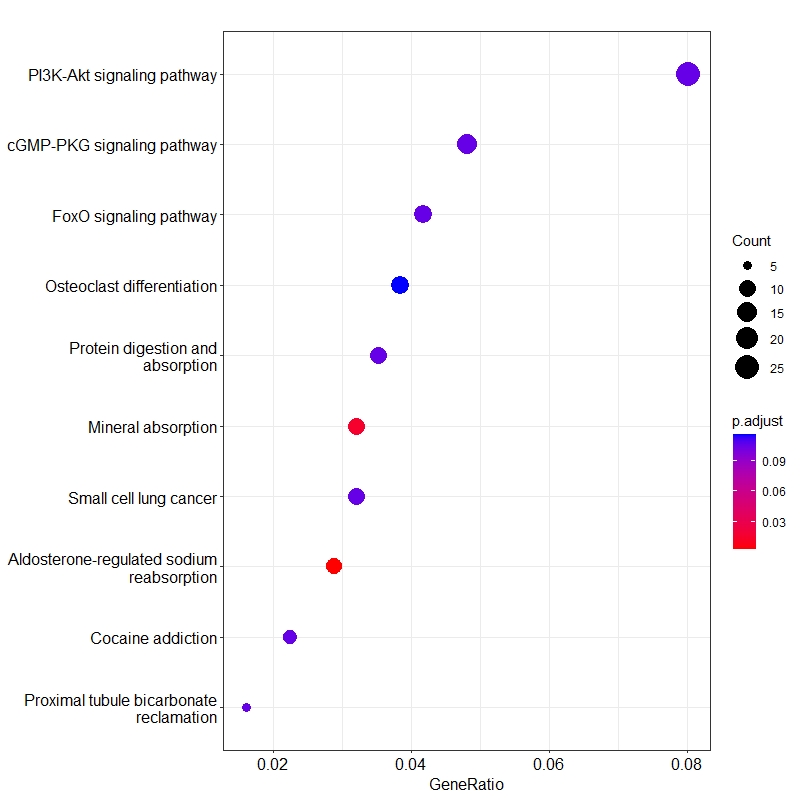 PI3K-Akt signaling pathway
cGMP-PKG signaling pathway
FoxO signaling pathway
Osteoclast differentiation
Protein digestion and
absorption
Mineral absorption
Small cell lung cancer
Aldosterone-regulated sodium
reabsorption
Cocaine addiction
Proximal tubule bicarbonate
reclamation
0.02 0.04 0.06 0.08
GeneRatio
Count
5
10
15
20
25
p.adjust
0.09
0.06
0.03